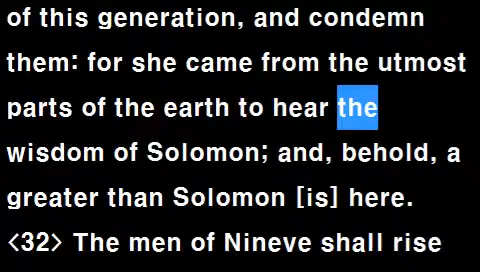 of this generation, and condemn
them: for she came from the utmost
parts of the earth to hear the
wisdom of Solomon; and, behold, a
greater than Solomon [is] here.
<32> The men of Nineve shall rise